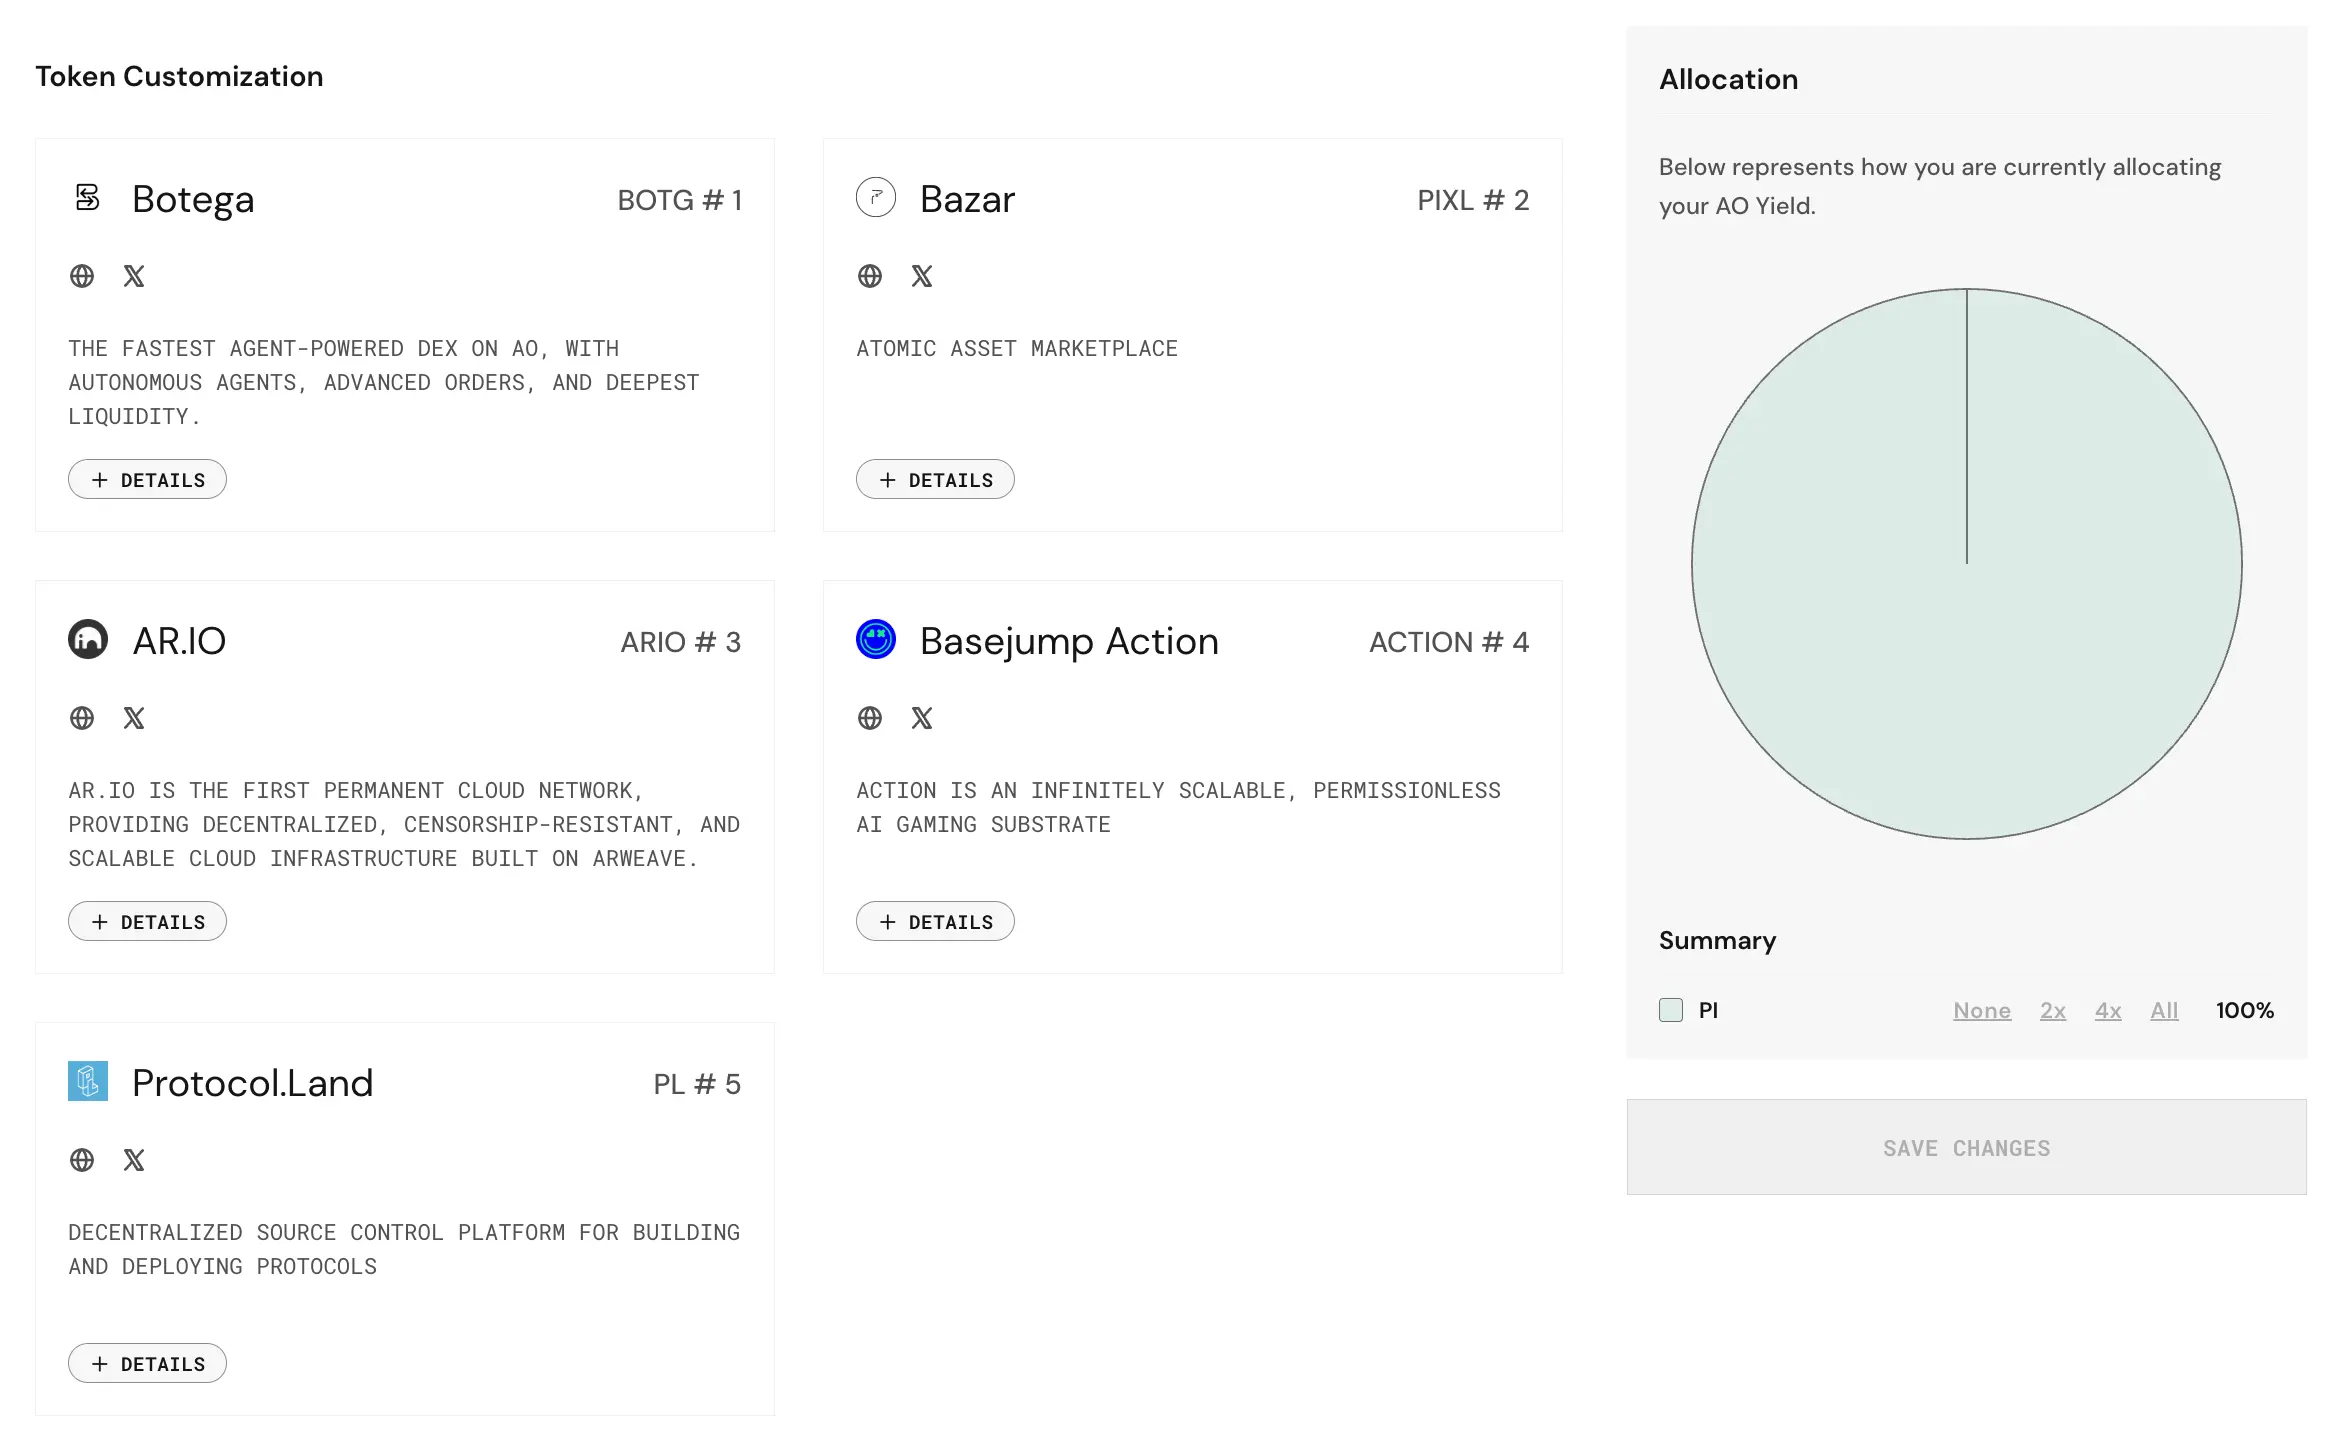 Token Customization
Botega
BOTG # 1
THE FASTEST AGENT-POWERED DEX ON AO, WITH
AUTONOMOUS AGENTS, ADVANCED ORDERS, AND DEEPEST
LIQUIDITY.
+ DETAILS
Bazar
PIXL # 2
ATOMIC ASSET MARKETPLACE
+ DETAILS
AR.IO
ARIO # 3
AR.IO IS THE FIRST PERMANENT CLOUD NETWORK,
PROVIDING DECENTRALIZED, CENSORSHIP-RESISTANT, AND
SCALABLE CLOUD INFRASTRUCTURE BUILT ON ARWEAVE.
+ DETAILS
Basejump Action
ACTION # 4
ACTION IS AN INFINITELY SCALABLE, PERMISSIONLESS
AI GAMING SUBSTRATE
+ DETAILS
Protocol.Land
PL # 5
DECENTRALIZED SOURCE CONTROL PLATFORM FOR BUILDING
AND DEPLOYING PROTOCOLS
+ DETAILS
Allocation
Below represents how you are currently allocating
your AO Yield.
Summary
PI None 2x 4x All 100%
SAVE CHANGES